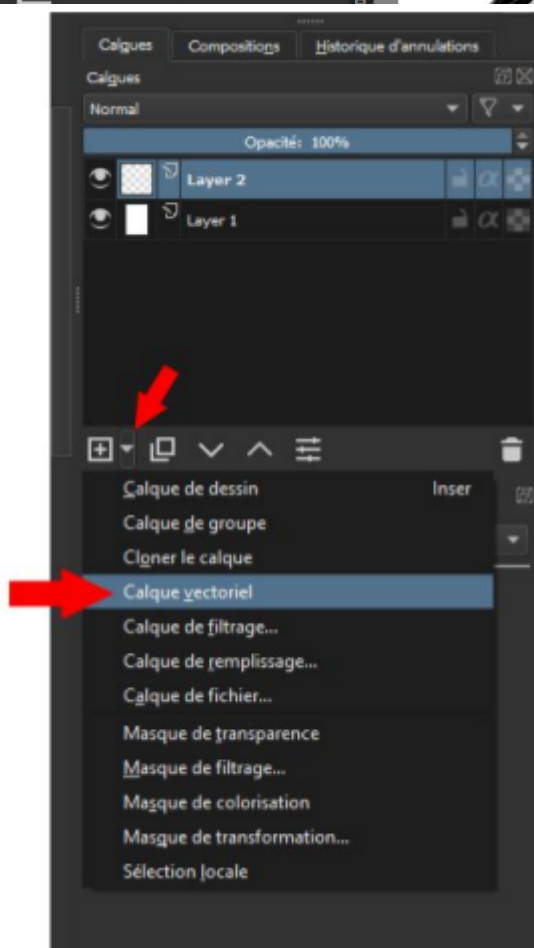 Calques Compositions Historique d'annulations
Calques
Normal
Opacité: 100%
Layer 2
Layer 1
Calque de dessin Inser
Calque de groupe
Cloner le calque
Calque vectoriel
Calque de filtrage...
Calque de remplissage...
Calque de fichier...
Masque de transparence
Masque de filtrage...
Masque de colorisation
Masque de transformation...
Sélection locale